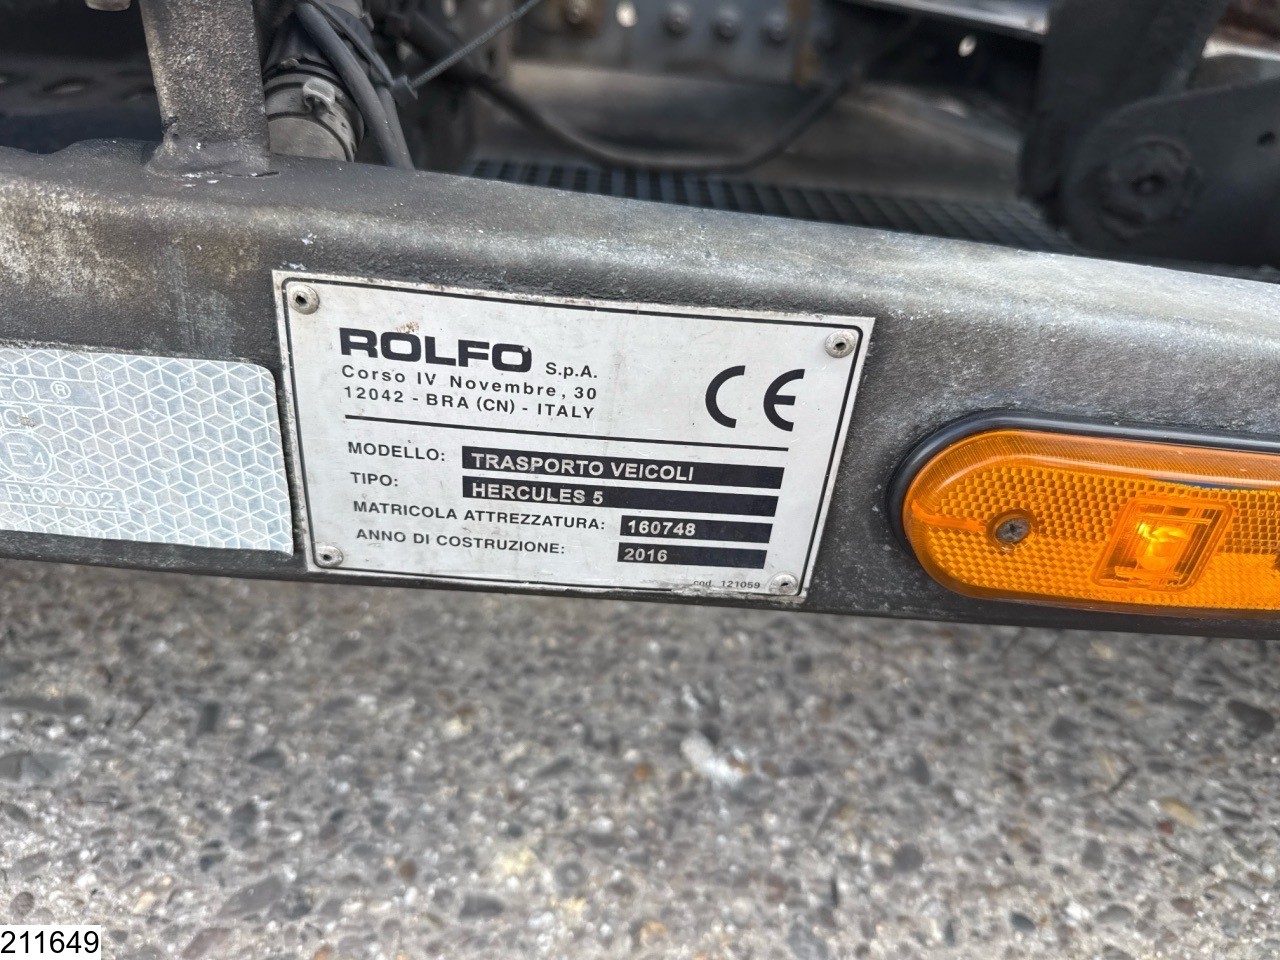 ROLFO S.p.A.
Corso IV Novembre, 30
12042 - BRA (CN) - ITALY
CE
MODELLO: TRASPORTO VEICOLI
TIPO: HERCULES 5
MATRICOLA ATTREZZATURA: 160748
ANNO DI COSTRUZIONE: 2016
cod. 121059
E4
211649